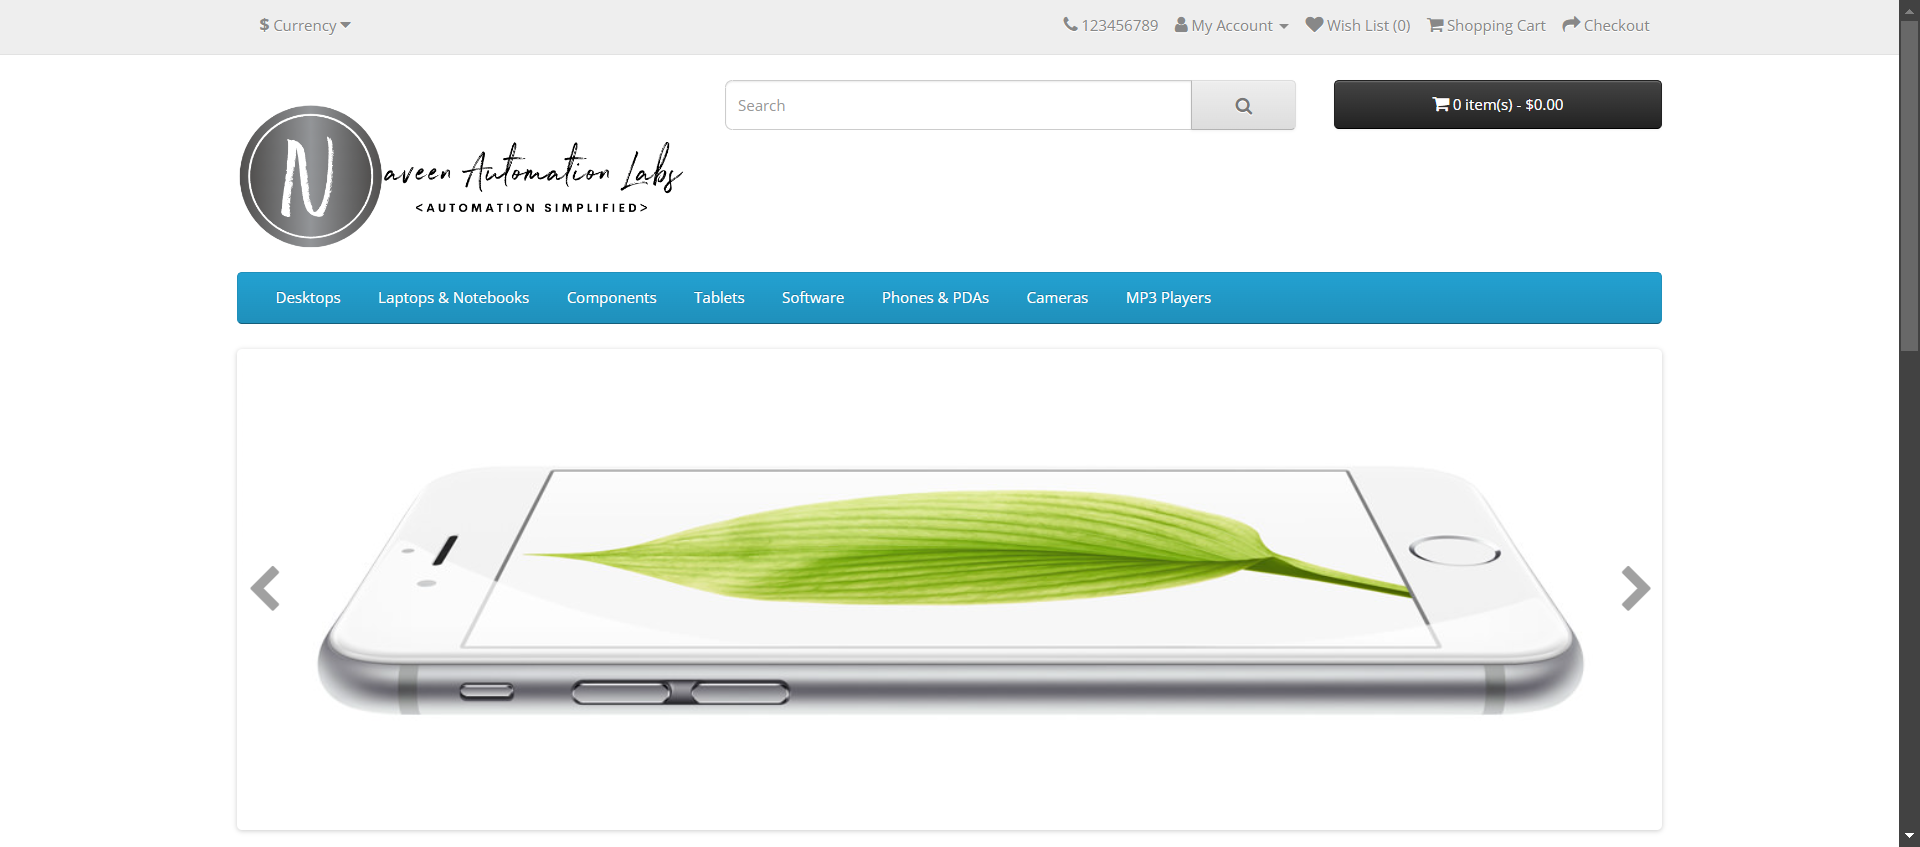 $ Currency
123456789 My Account Wish List (0) Shopping Cart Checkout
Search
0 item(s) - $0.00
Naveen Automation Labs
<AUTOMATION SIMPLIFIED>
Desktops Laptops & Notebooks Components Tablets Software Phones & PDAs Cameras MP3 Players